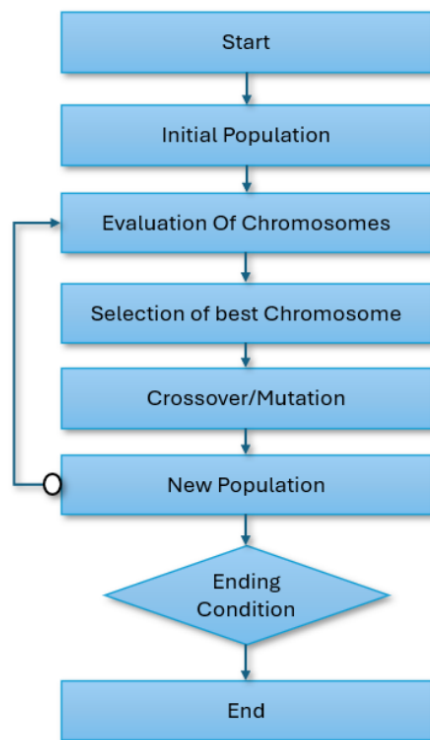 Start
Initial Population
Evaluation Of Chromosomes
Selection of best Chromosome
Crossover/Mutation
New Population
Ending
Condition
End